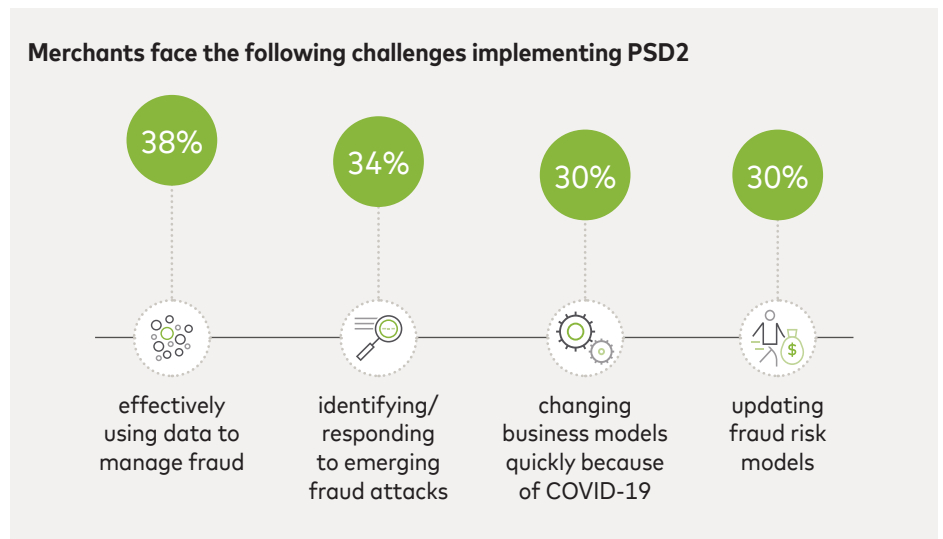 Merchants face the following challenges implementing PSD2
38%
34%
30%
30%
$
effectively
using data to
manage fraud
identifying/
responding
to emerging
fraud attacks
changing
business models
quickly because
of COVID-19
updating
fraud risk
models